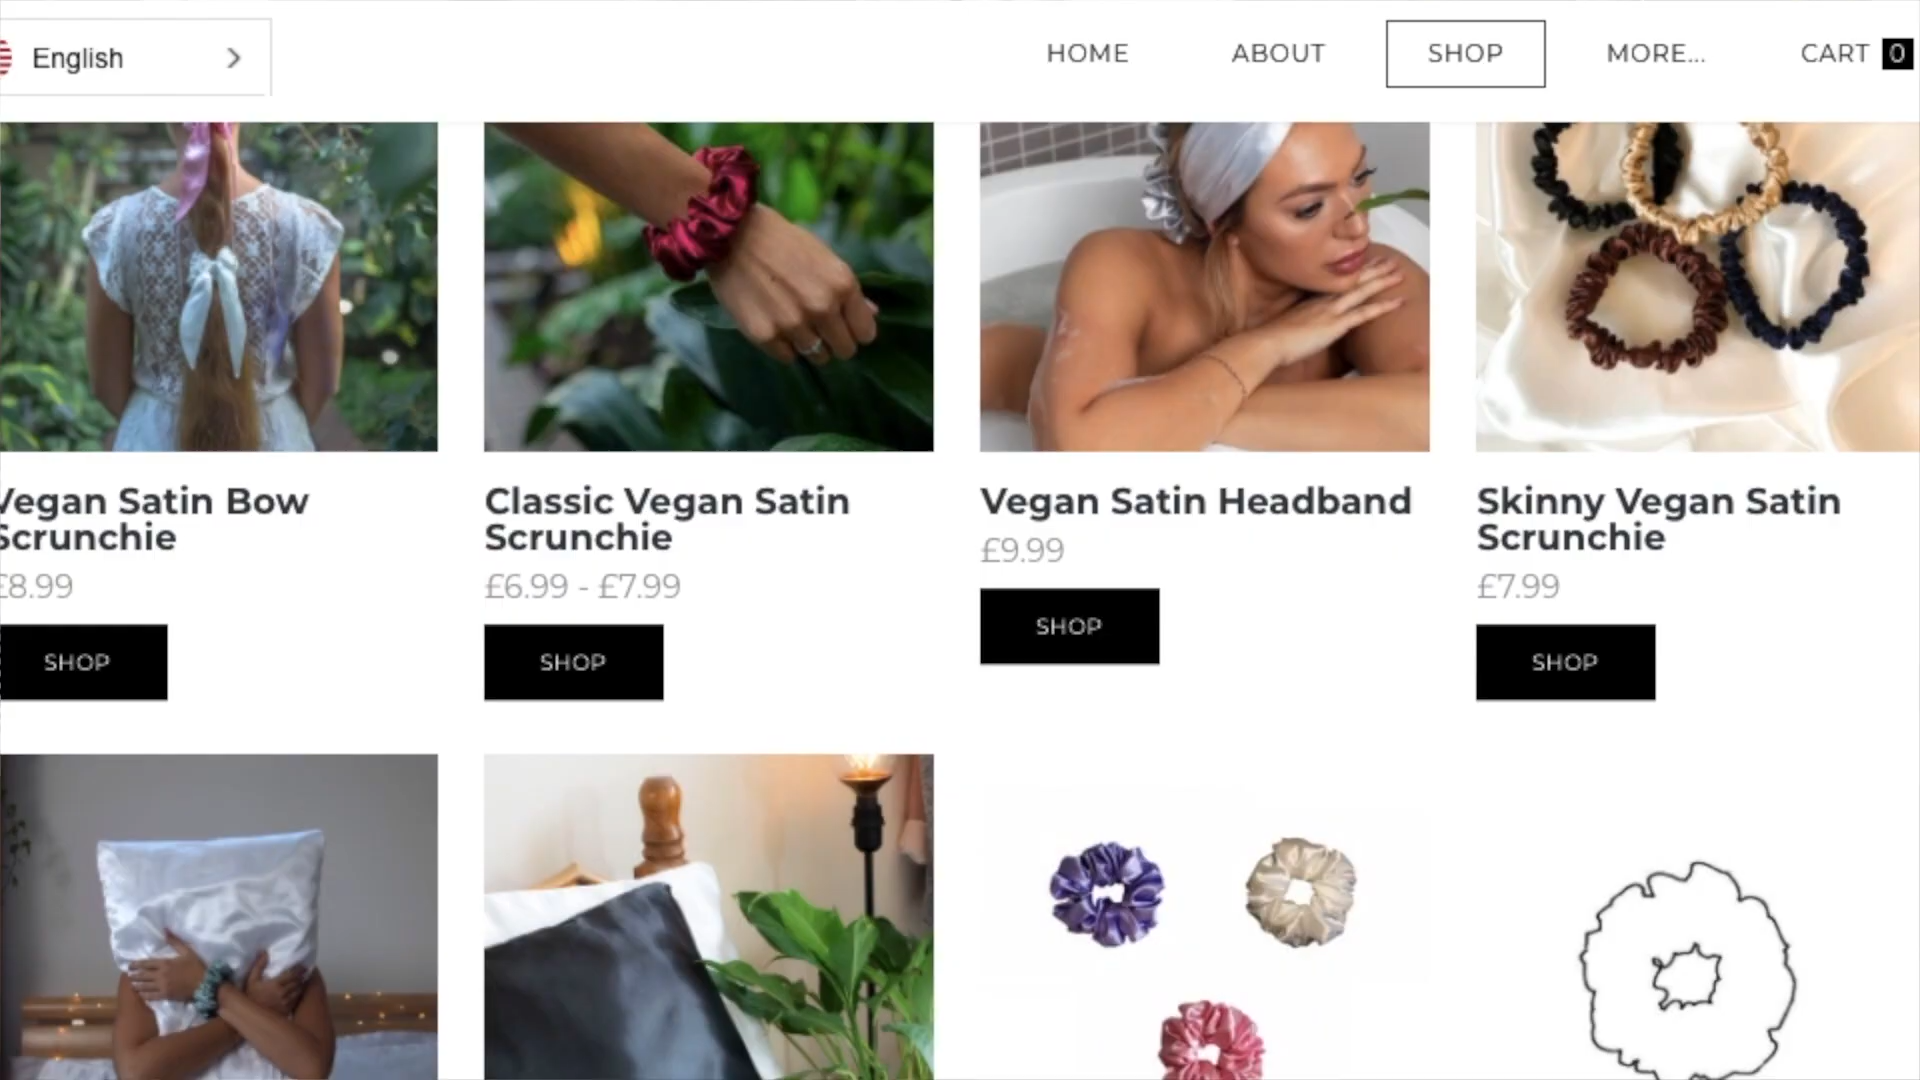 English
HOME
ABOUT
SHOP
MORE...
CART 0
Vegan Satin Bow
Scrunchie
£8.99
SHOP
Classic Vegan Satin
Scrunchie
£6.99 - £7.99
SHOP
Vegan Satin Headband
£9.99
SHOP
Skinny Vegan Satin
Scrunchie
£7.99
SHOP